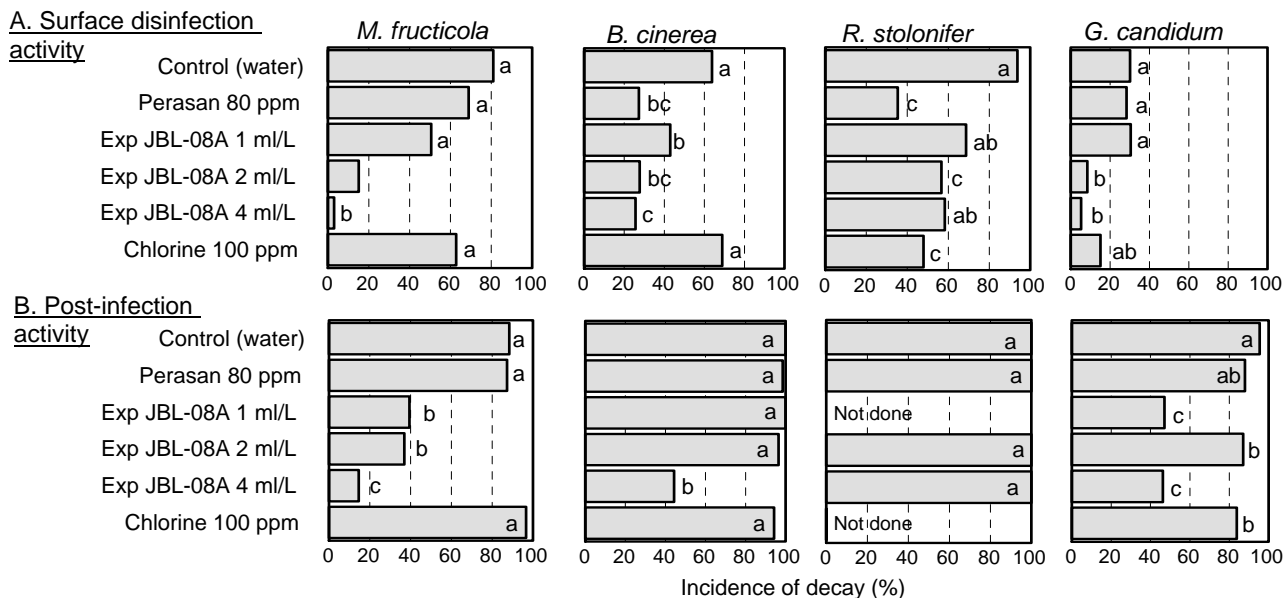 A. Surface disinfection
activity
M. fructicola
B. cinerea
R. stolonifer
G. candidum
Control (water) a a a a
Perasan 80 ppm a bc c a
Exp JBL-08A 1 ml/L a b ab a
Exp JBL-08A 2 ml/L bc c b
Exp JBL-08A 4 ml/L b c ab b
Chlorine 100 ppm a a c ab
0 20 40 60 80 100 0 20 40 60 80 100 0 20 40 60 80 100 0 20 40 60 80 100
B. Post-infection
activity
Control (water) a a a a
Perasan 80 ppm a a a ab
Exp JBL-08A 1 ml/L b a Not done c
Exp JBL-08A 2 ml/L b a a b
Exp JBL-08A 4 ml/L c b a c
Chlorine 100 ppm a a Not done b
0 20 40 60 80 100 0 20 40 60 80 100 0 20 40 60 80 100 0 20 40 60 80 100
Incidence of decay (%)